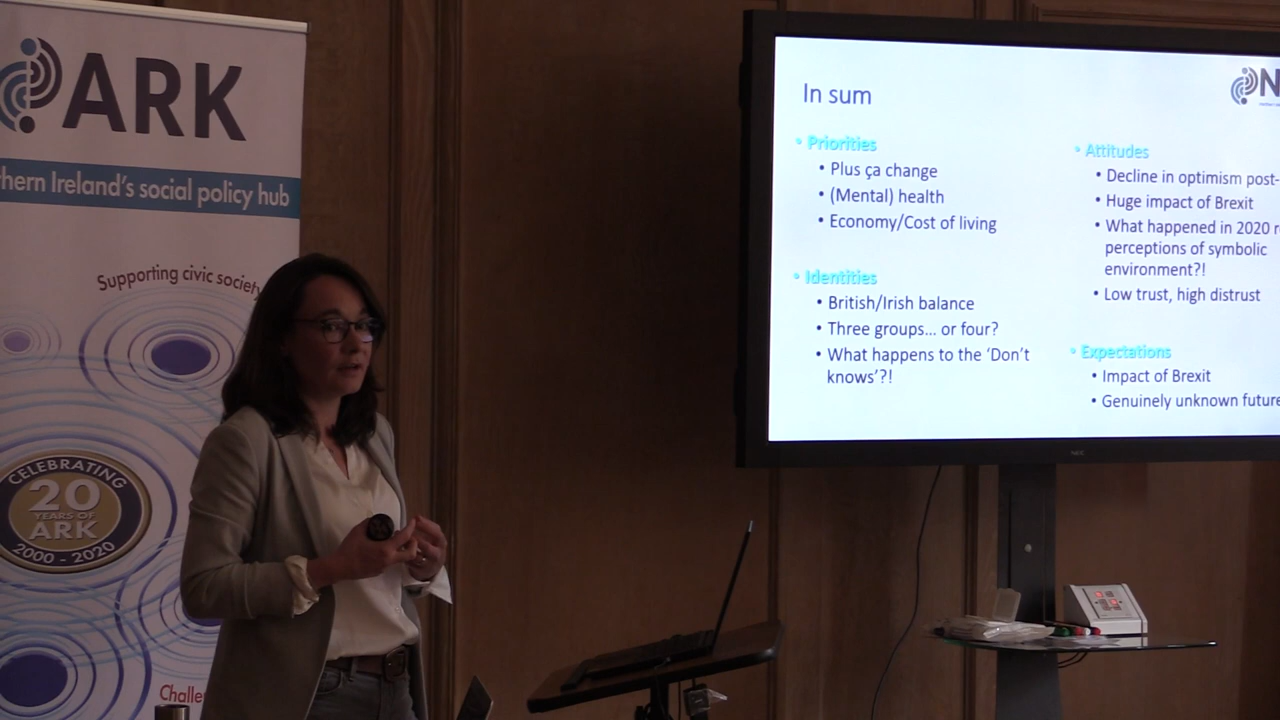 ARK
hern Ireland's social policy hub
Supporting civic society
CELEBRATING
20
YEARS OF
ARK
2000 - 2020
Challe
In sum
• Priorities
• Plus ça change
• (Mental) health
• Economy/Cost of living
• Identities
• British/Irish balance
• Three groups... or four?
• What happens to the 'Don't
knows'?!
N
• Attitudes
• Decline in optimism post-
• Huge impact of Brexit
• What happened in 2020 r
perceptions of symbolic
environment?!
• Low trust, high distrust
• Expectations
• Impact of Brexit
• Genuinely unknown future
NEC